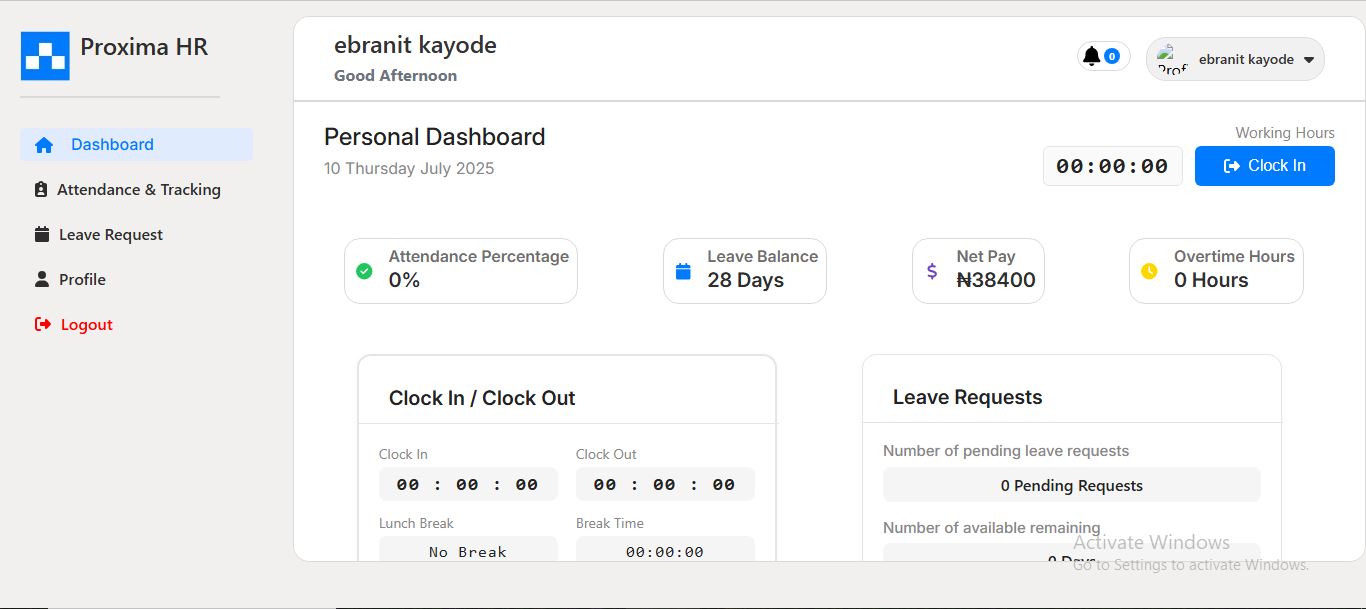 Proxima HR
ebranit kayode
Good Afternoon
0
ebranit kayode
Dashboard
Attendance & Tracking
Leave Request
Profile
Logout
Personal Dashboard
10 Thursday July 2025
Working Hours
00:00:00
Clock In
Attendance Percentage
0%
Leave Balance
28 Days
Net Pay
₦38400
Overtime Hours
0 Hours
Clock In / Clock Out
Clock In
Clock Out
00 : 00 : 00
00 : 00 : 00
Lunch Break
Break Time
No Break
00:00:00
Leave Requests
Number of pending leave requests
0 Pending Requests
Number of available remaining
Activate Windows
Go to Settings to activate Windows.